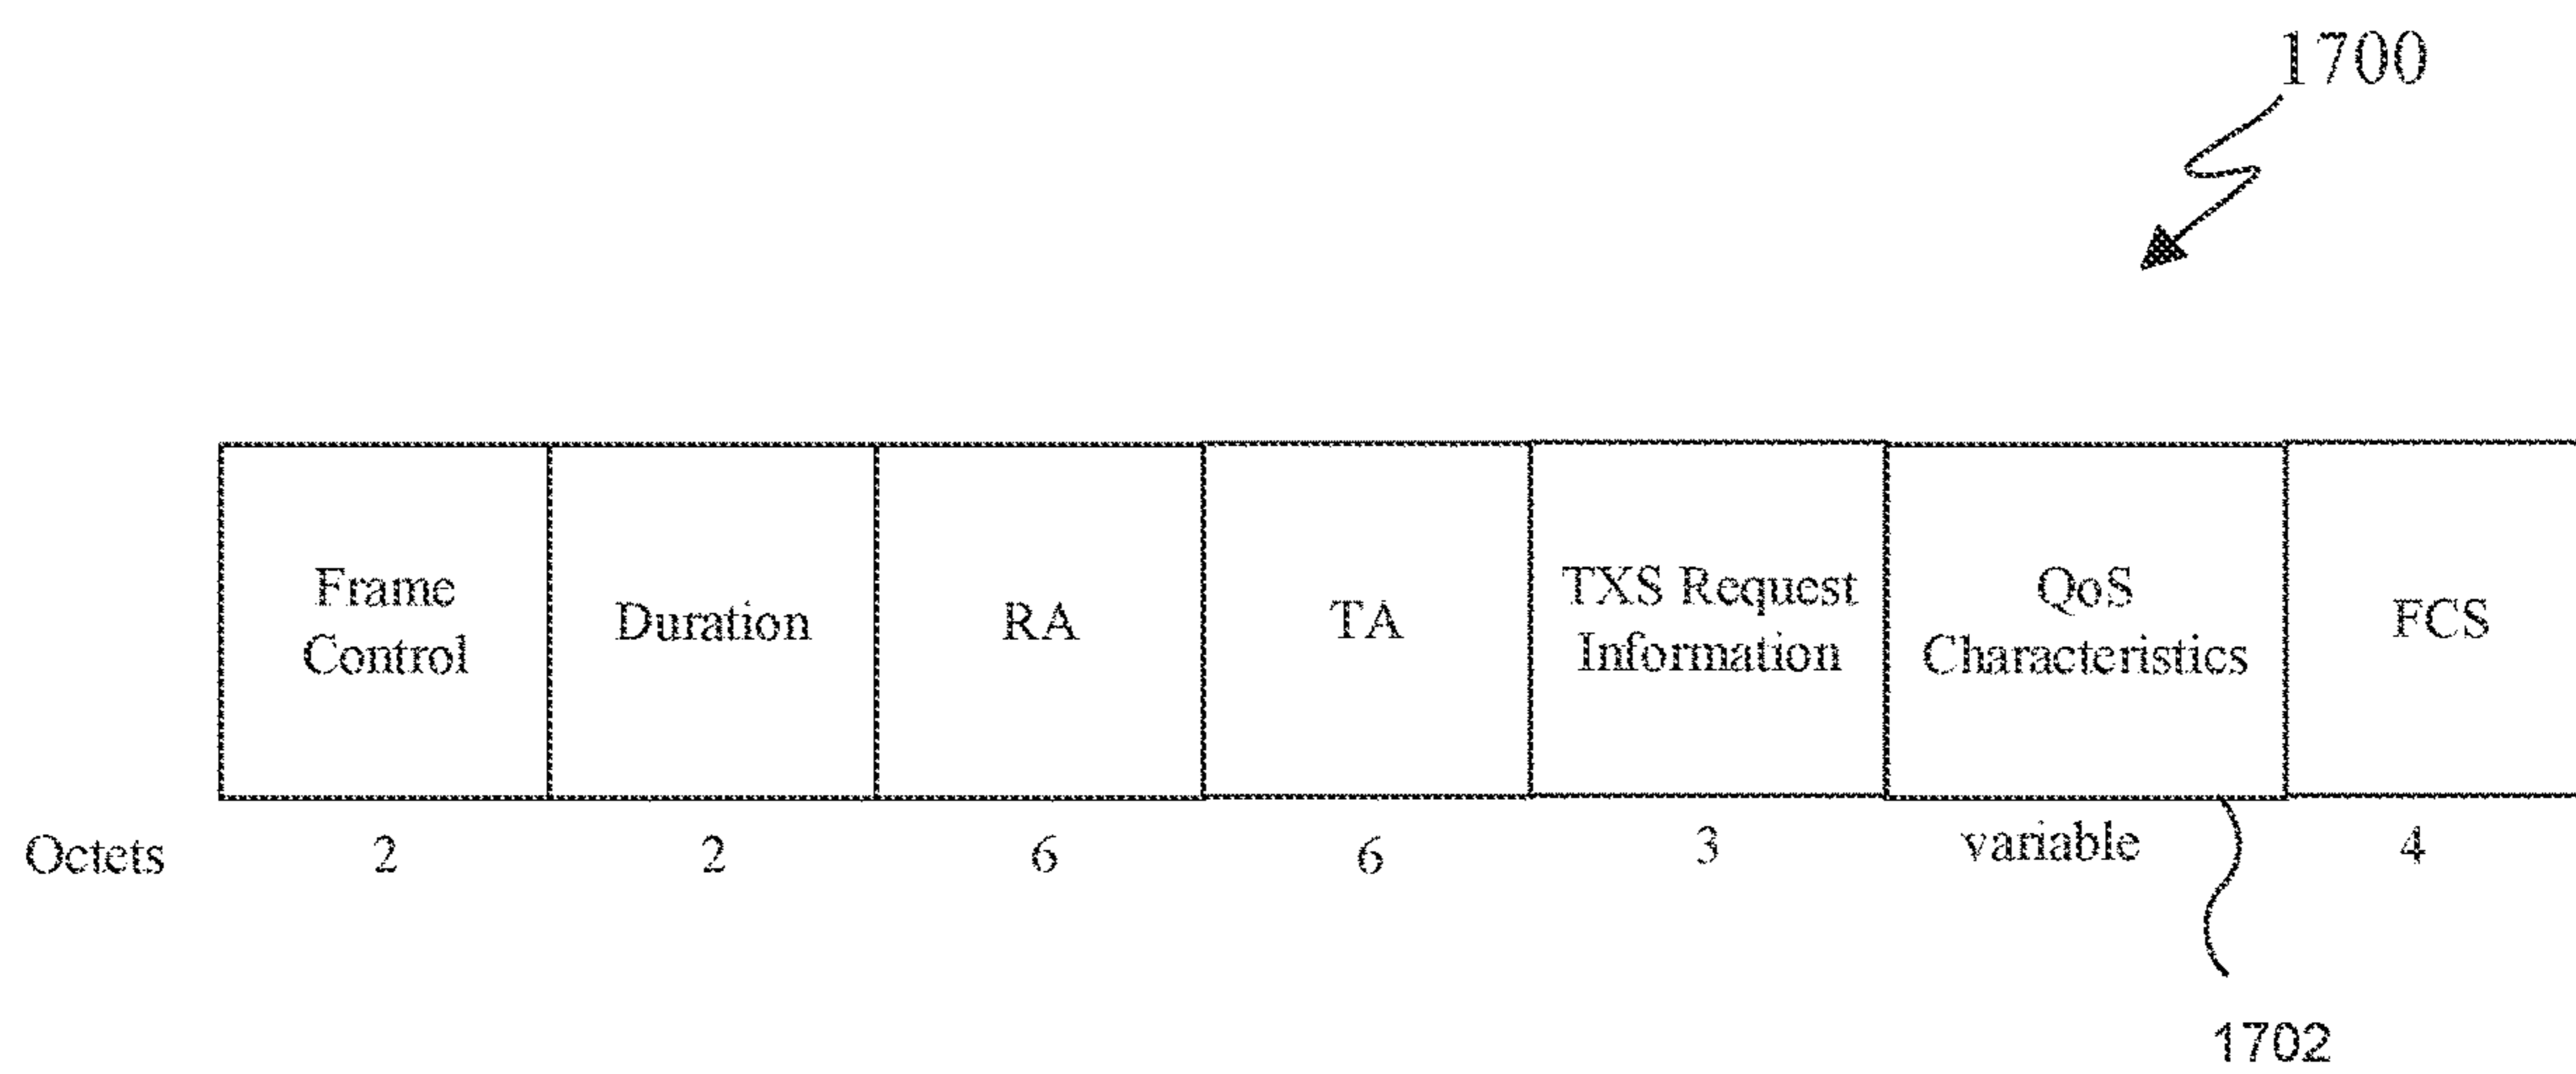 1700
Frame
Control
Duration
RA
TA
TXS Request
Information
QoS
Characteristics
FCS
Octets 2 2 6 6 3 variable 4
1702